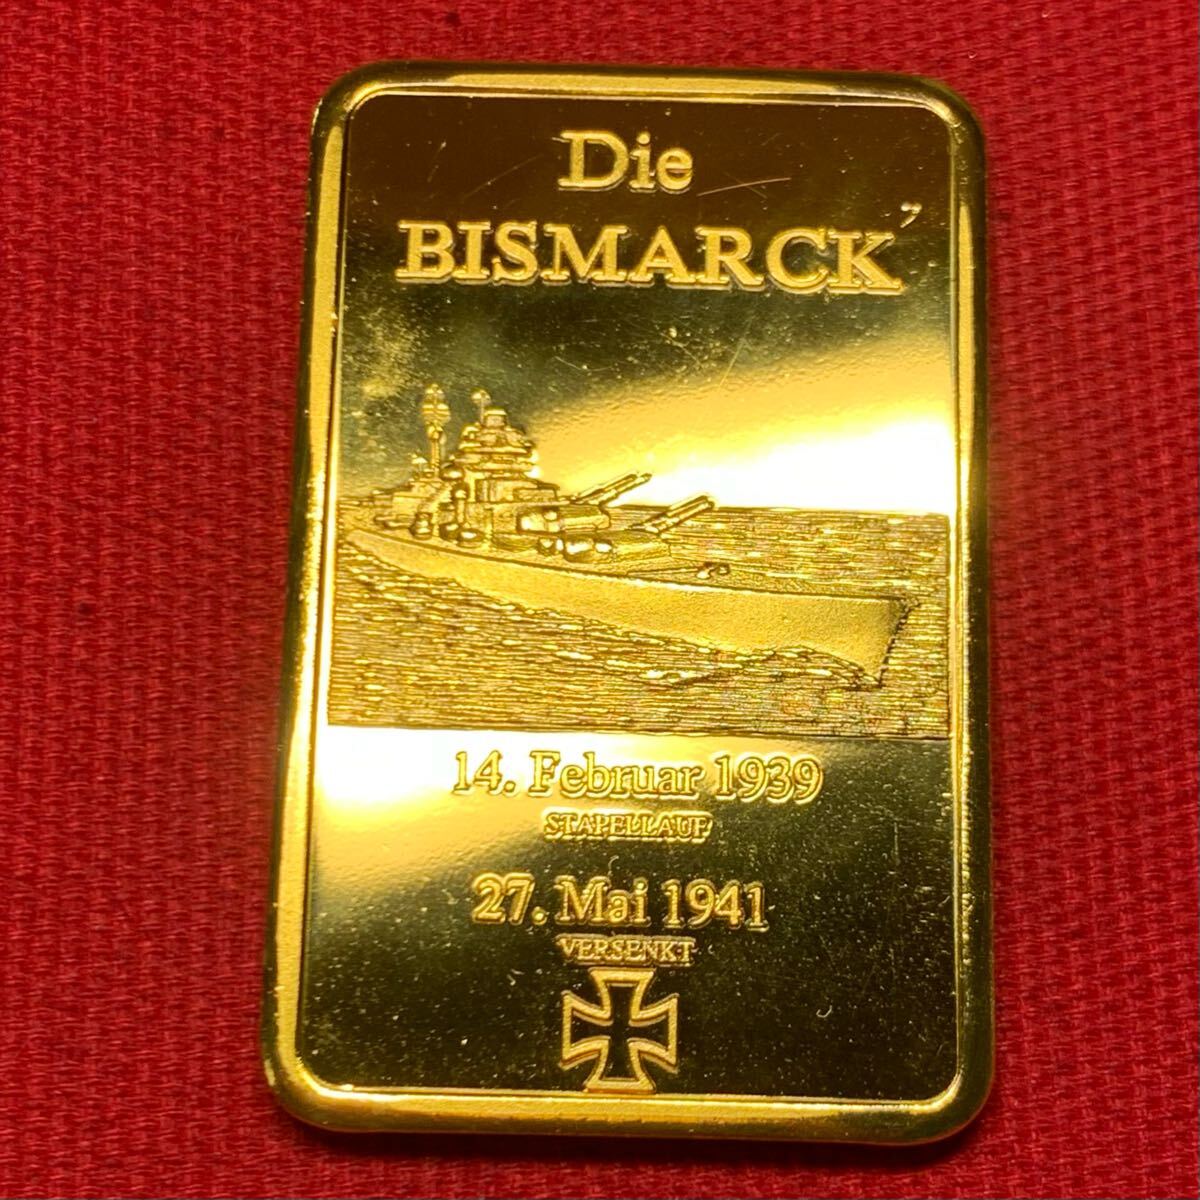 Die
BISMARCK
14. Februar 1939
STAPELLAUF
27. Mai 1941
VERSENKT